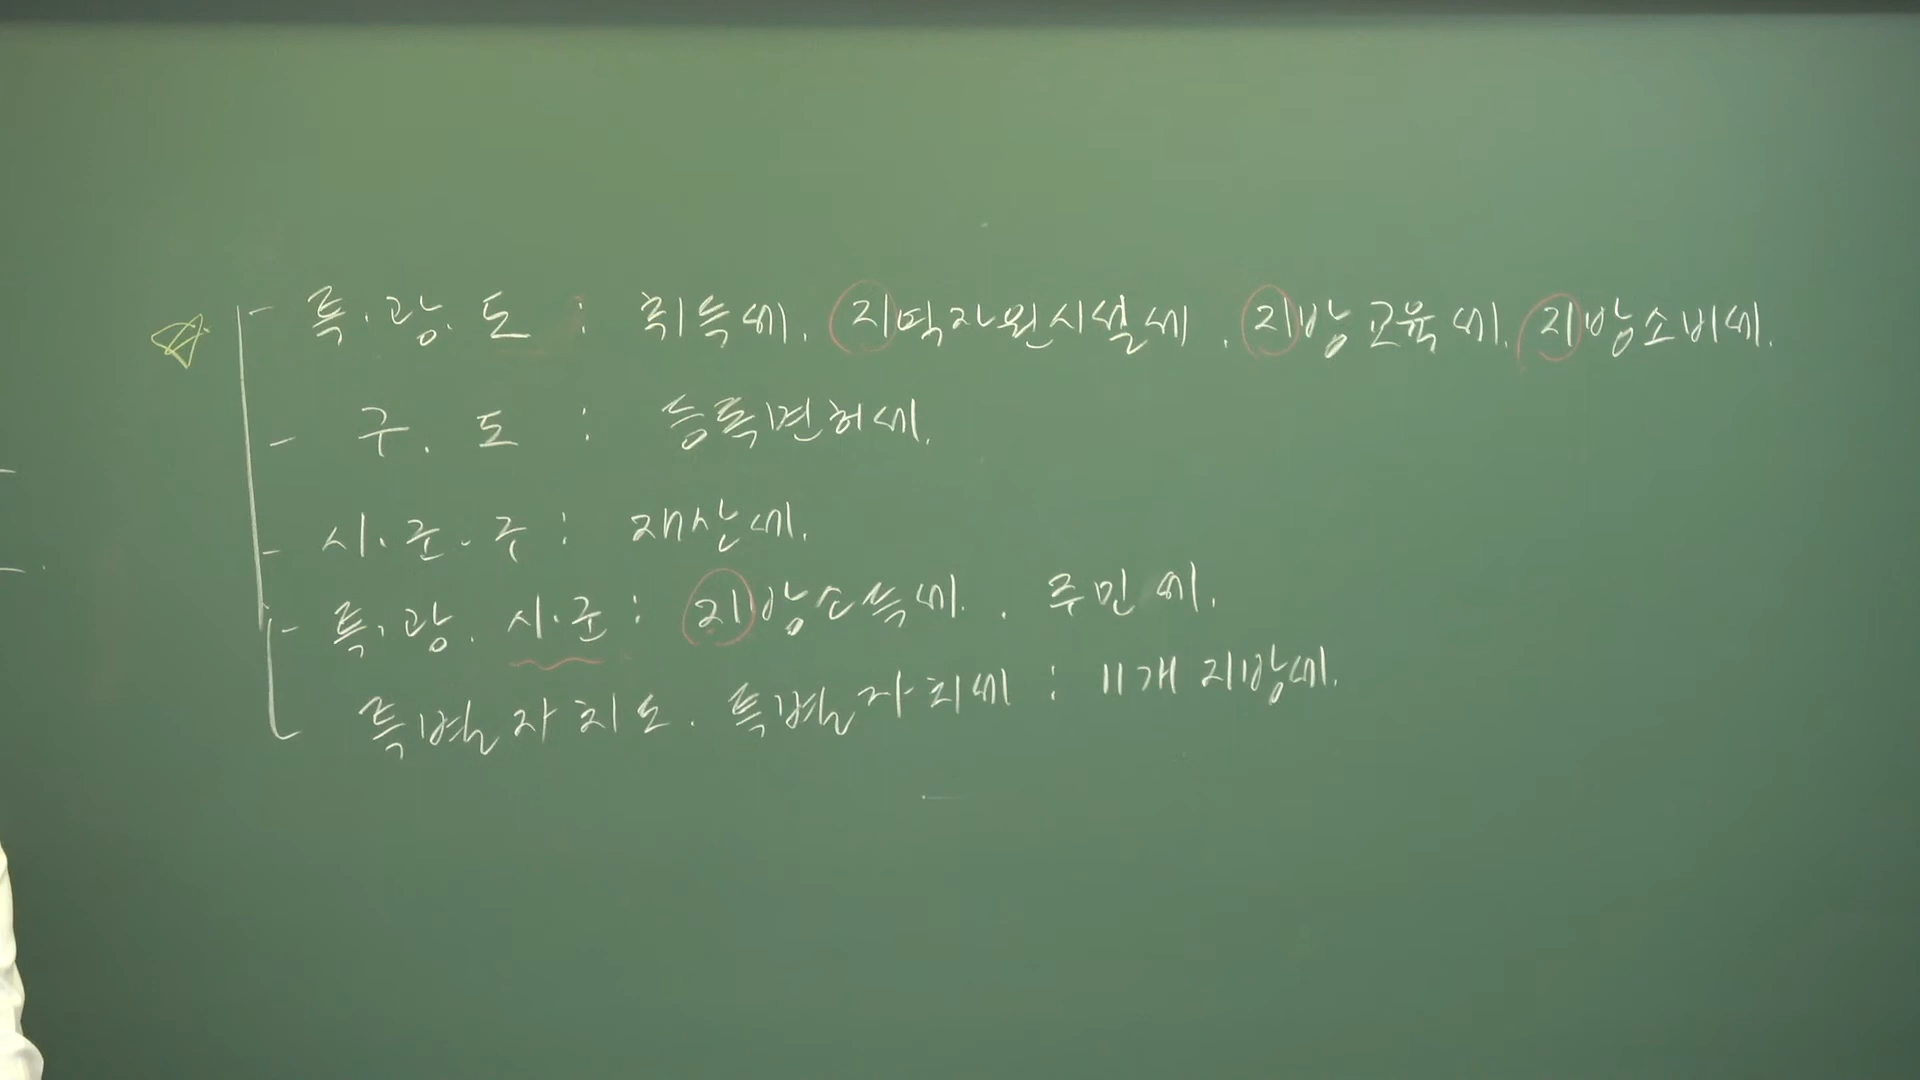 - 특.광.도 : 취득세. 지역자원시설세. 지방교육세. 지방소비세.
- 구.도 : 등록면허세.
- 시.군.구 : 재산세.
- 특.광.시.군 : 지방소득세. 주민세.
특별자치도. 특별자치세 : 11개 지방세.